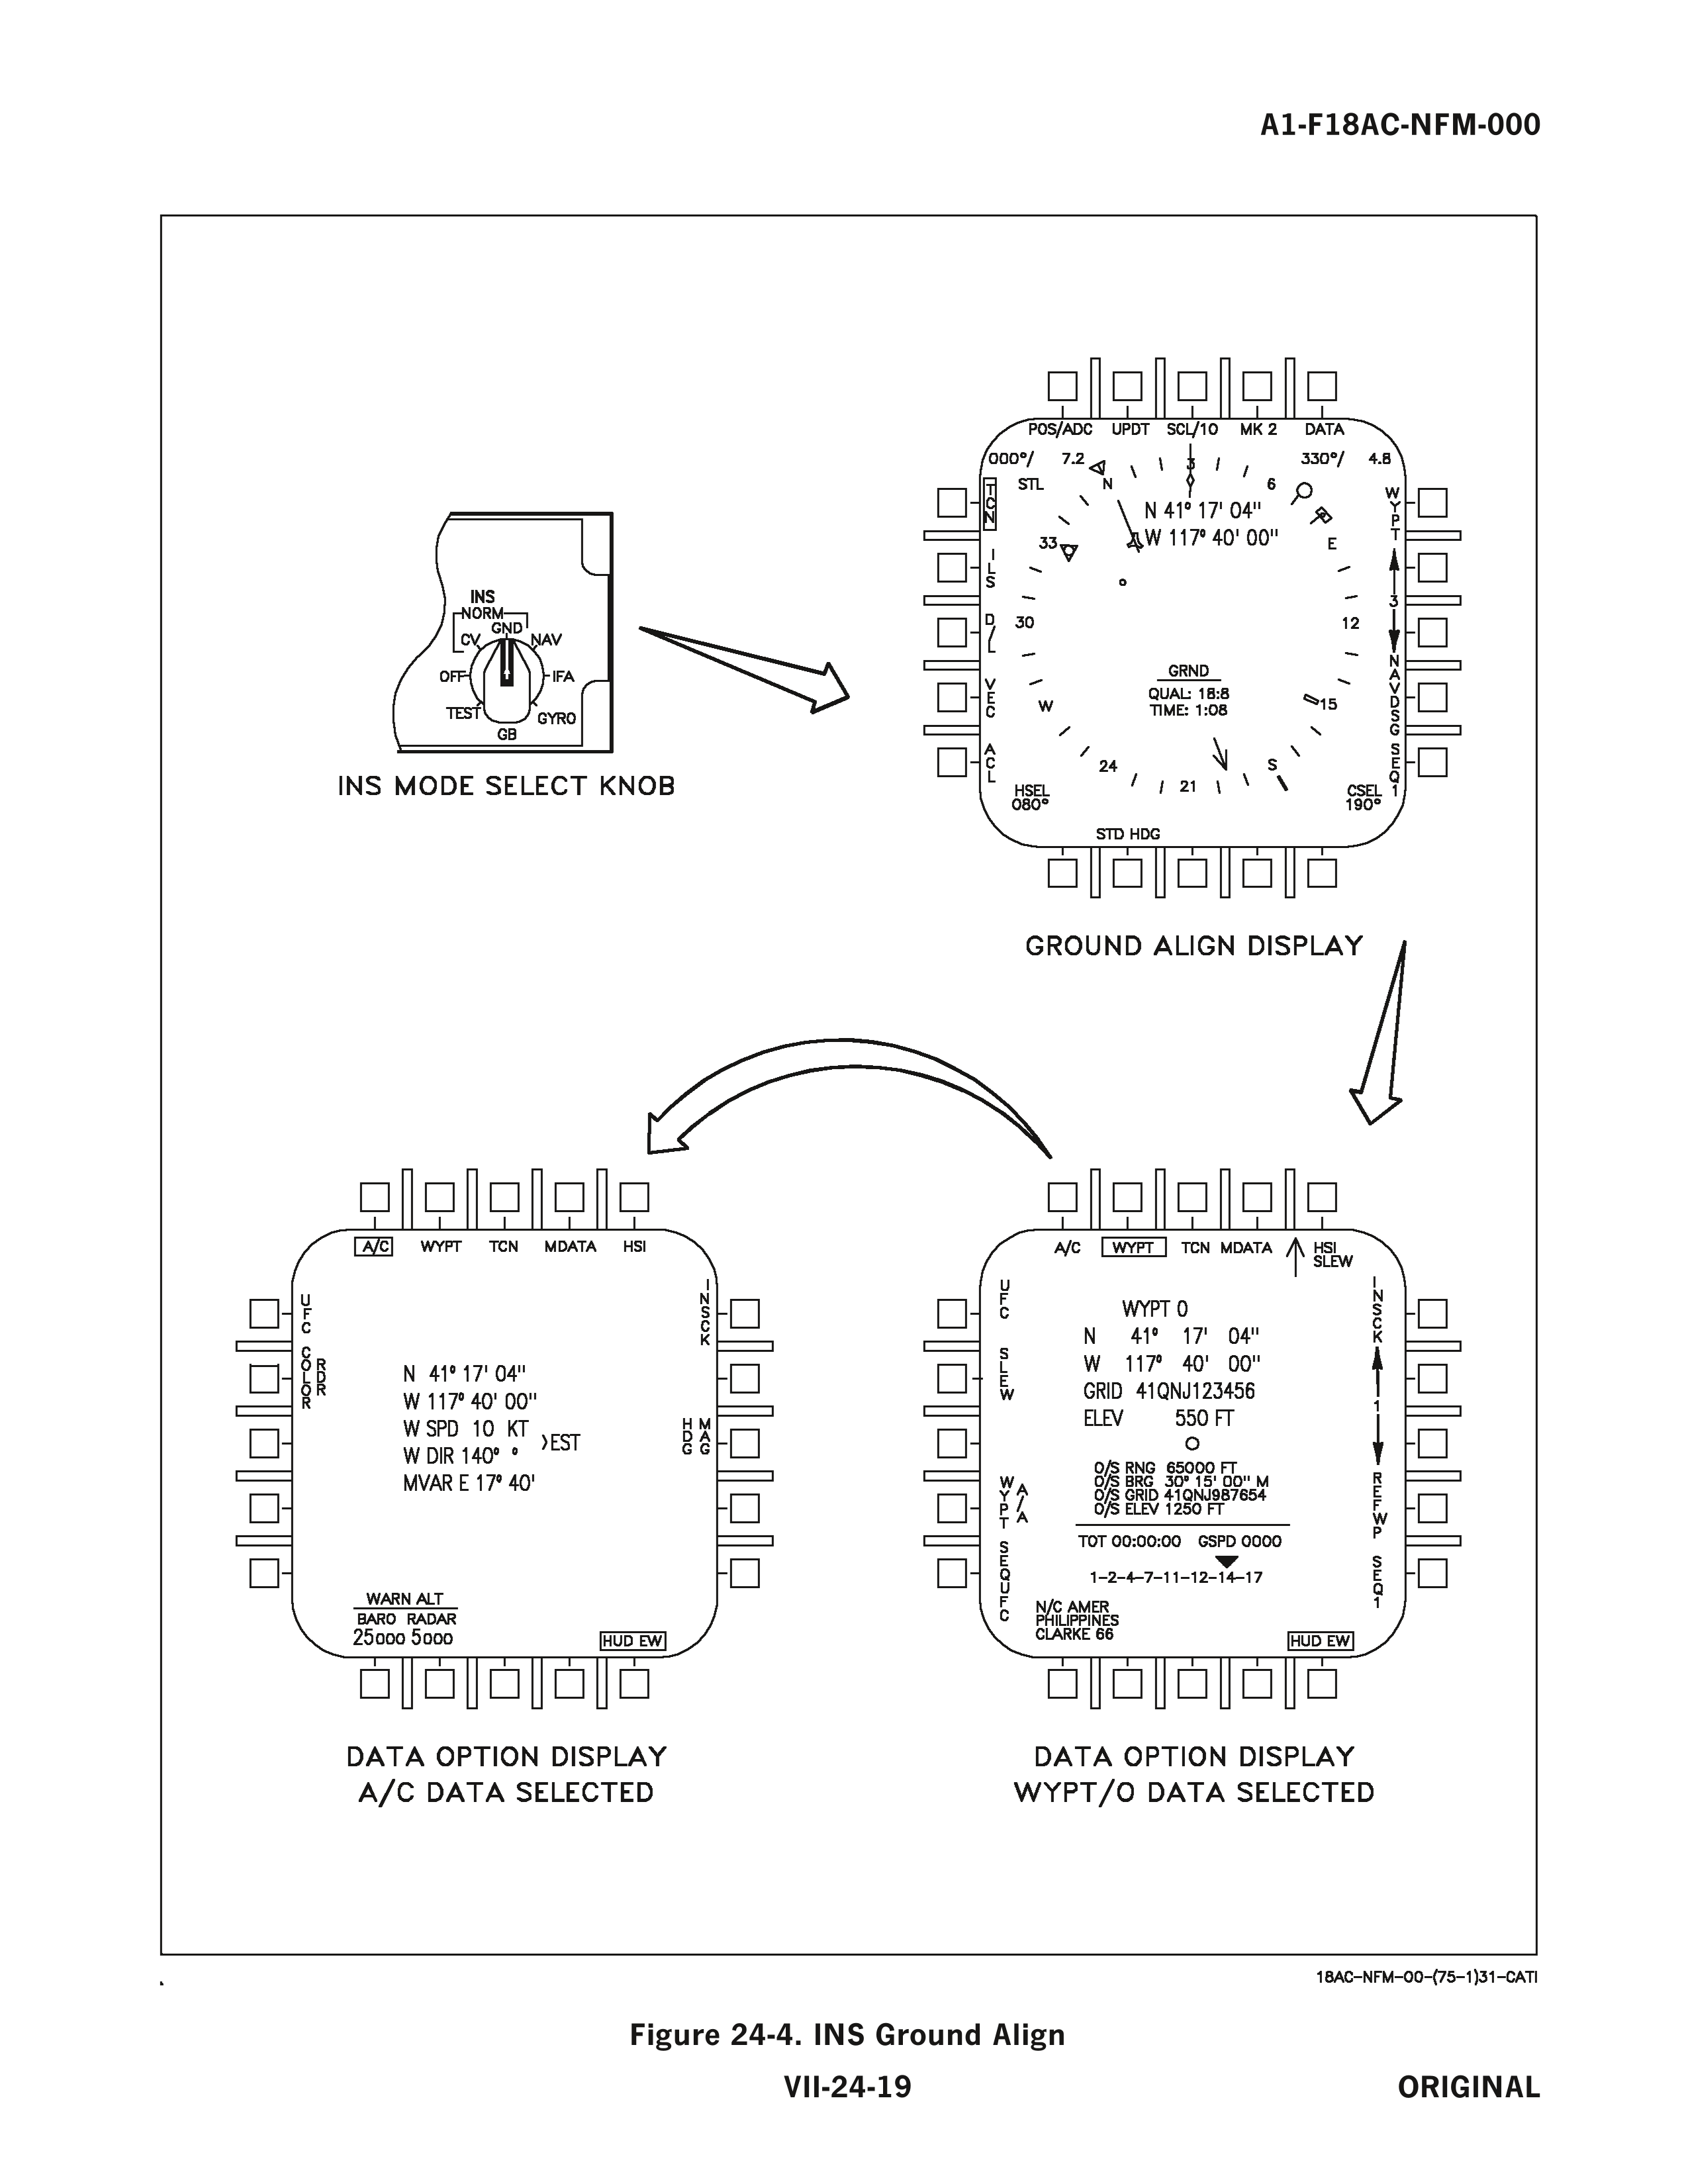 A1-F18AC-NFM-000
INS
NORM
GND
CV
NAV
OFF
IFA
TEST
GYRO
GB
INS MODE SELECT KNOB
POS/ADC UPDT SCL/10 MK 2 DATA
000°/ 7.2 330°/ 4.8
STL
TCN
ILS
D/L
VEC
ACL
WYPT
3
NAVDSG
SEQ1
N 3 6 E 12 15 S 21 24 W 30 33
N 41° 17' 04"
W 117° 40' 00"
GRND
QUAL: 18:8
TIME: 1:08
HSEL
080°
CSEL
190°
STD HDG
GROUND ALIGN DISPLAY
A/C WYPT TCN MDATA HSI
UFC
COLOR
RDR
INSCK
HDG
MAG
N 41° 17' 04"
W 117° 40' 00"
W SPD 10 KT
>EST
W DIR 140° °
MVAR E 17° 40'
WARN ALT
BARO RADAR
25000 5000
HUD EW
DATA OPTION DISPLAY
A/C DATA SELECTED
A/C WYPT TCN MDATA HSI
SLEW
UFC
SLEW
WYPT
A/A
SEQUFC
INSCK
1
REFWP
SEQ1
WYPT 0
N 41° 17' 04"
W 117° 40' 00"
GRID 41QNJ123456
ELEV 550 FT
O/S RNG 65000 FT
O/S BRG 30° 15' 00" M
O/S GRID 41QNJ987654
O/S ELEV 1250 FT
TOT 00:00:00 GSPD 0000
1-2-4-7-11-12-14-17
N/C AMER
PHILIPPINES
CLARKE 66
HUD EW
DATA OPTION DISPLAY
WYPT/O DATA SELECTED
18AC-NFM-00-(75-1)31-CATI
Figure 24-4. INS Ground Align
VII-24-19
ORIGINAL